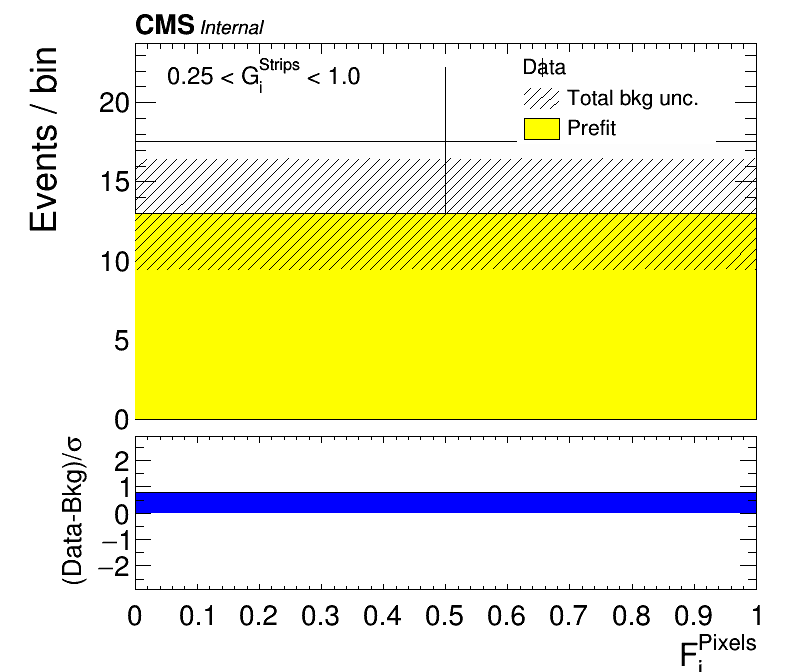 CMS Internal
Events / bin
0.25 < G_i^Strips < 1.0
Data
Total bkg unc.
Prefit
20
15
10
5
0
(Data-Bkg)/σ
2
1
0
−1
−2
0 0.1 0.2 0.3 0.4 0.5 0.6 0.7 0.8 0.9 1
F_i^Pixels